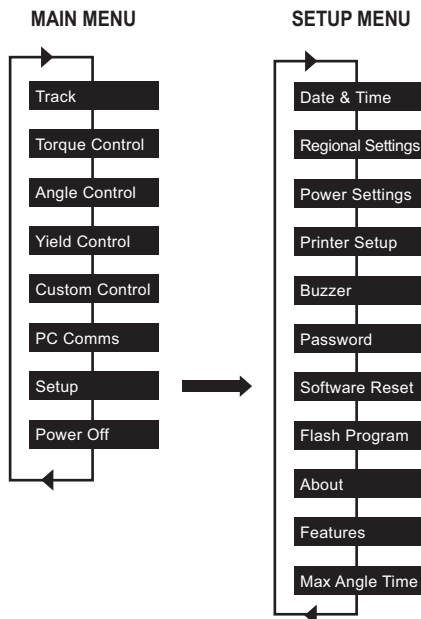 MAIN MENU
Track
Torque Control
Angle Control
Yield Control
Custom Control
PC Comms
Setup
Power Off
SETUP MENU
Date & Time
Regional Settings
Power Settings
Printer Setup
Buzzer
Password
Software Reset
Flash Program
About
Features
Max Angle Time